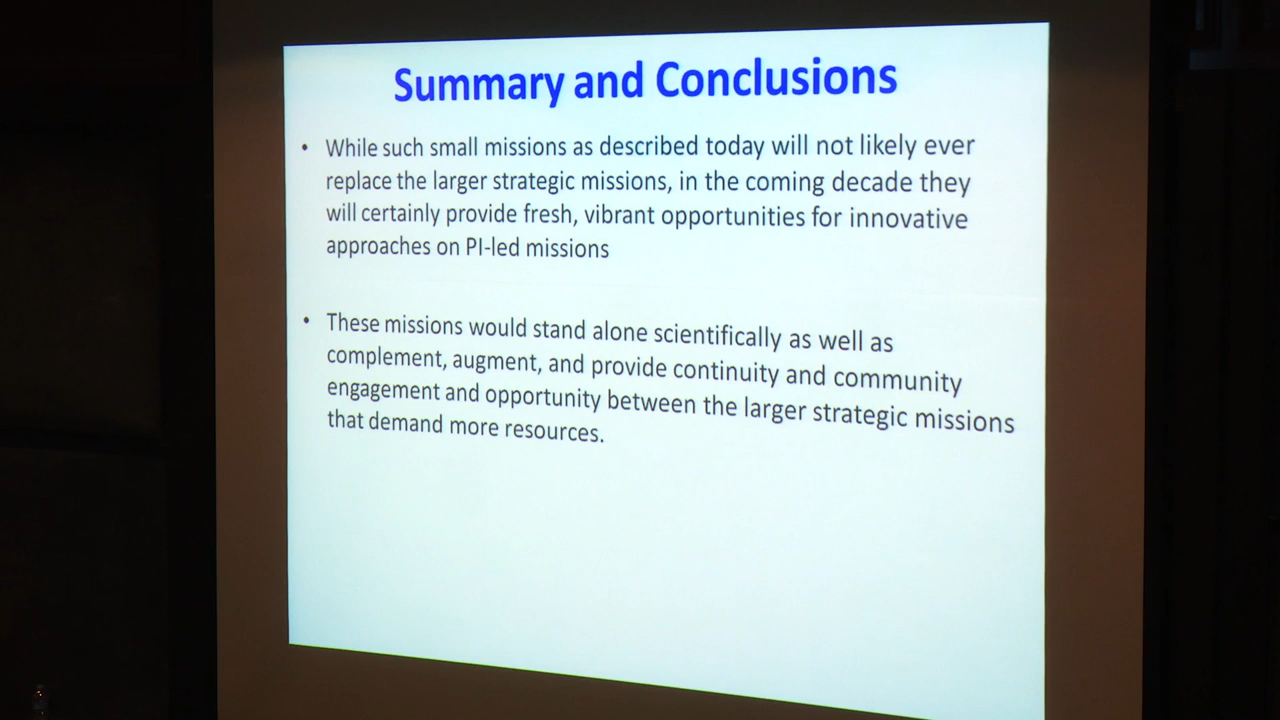 Summary and Conclusions
• While such small missions as described today will not likely ever
replace the larger strategic missions, in the coming decade they
will certainly provide fresh, vibrant opportunities for innovative
approaches on PI-led missions
• These missions would stand alone scientifically as well as
complement, augment, and provide continuity and community
engagement and opportunity between the larger strategic missions
that demand more resources.